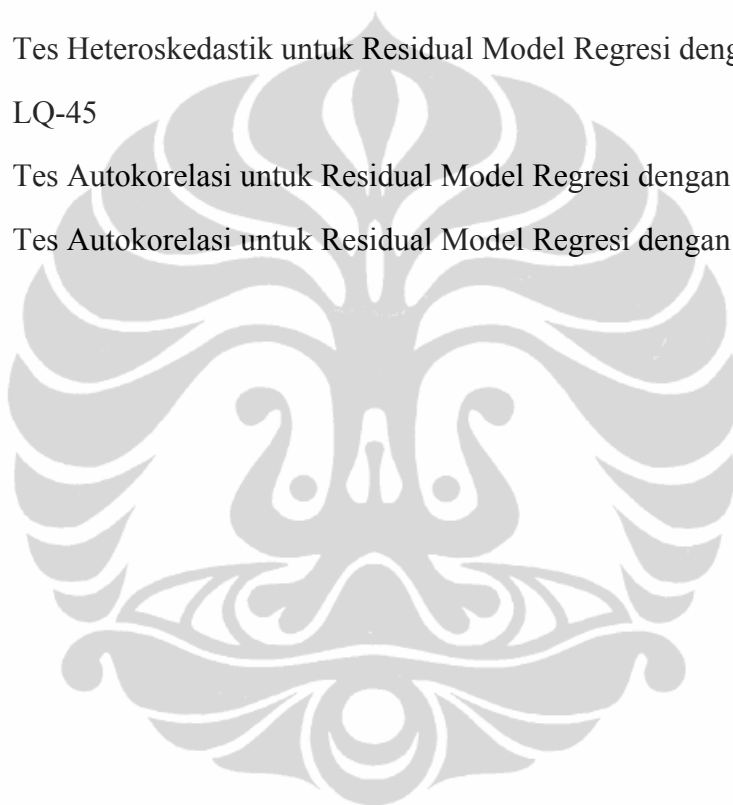 Tes Heteroskedastik untuk Residual Model Regresi
LQ-45
Tes Autokorelasi untuk Residual Model Regresi dengan
Tes Autokorelasi untuk Residual Model Regresi dengan